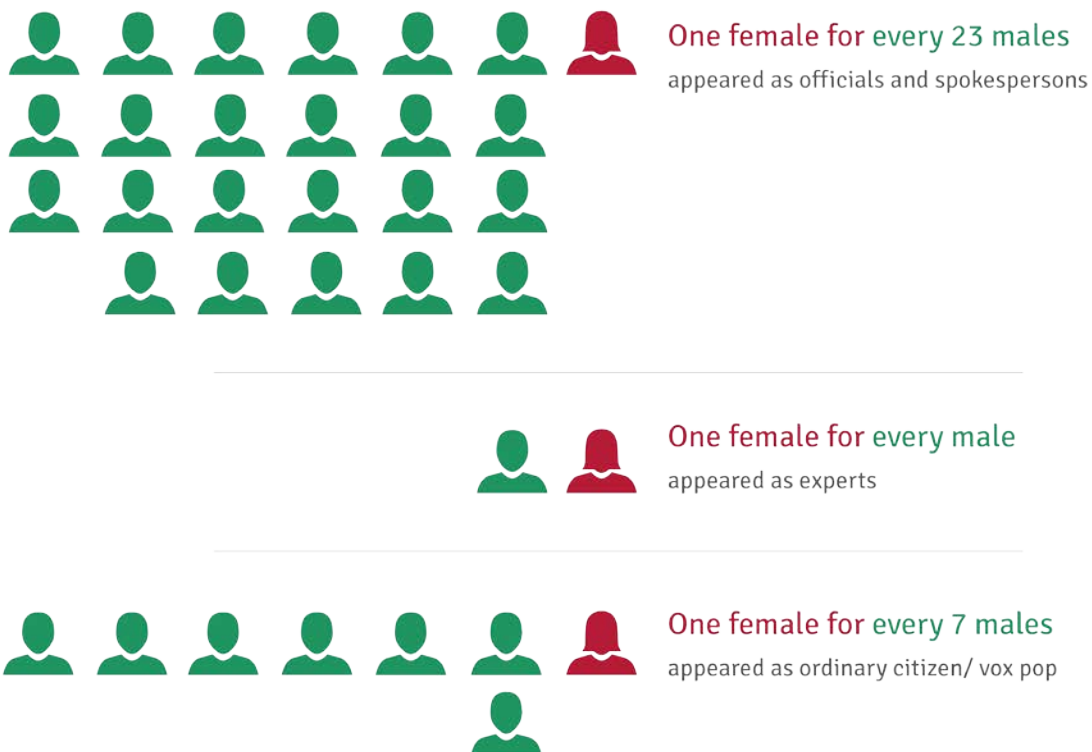 One female for every 23 males
appeared as officials and spokespersons
One female for every male
appeared as experts
One female for every 7 males
appeared as ordinary citizen/ vox pop